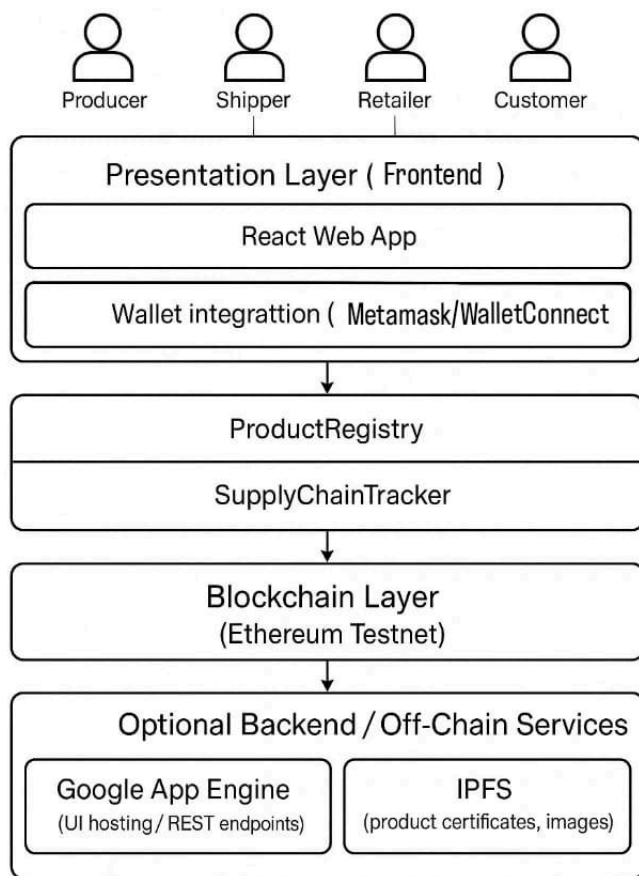 Producer
Shipper
Retailer
Customer
Presentation Layer ( Frontend )
React Web App
Wallet integrattion ( Metamask/WalletConnect
ProductRegistry
SupplyChainTracker
Blockchain Layer
(Ethereum Testnet)
Optional Backend / Off-Chain Services
Google App Engine
(UI hosting / REST endpoints)
IPFS
(product certificates, images)